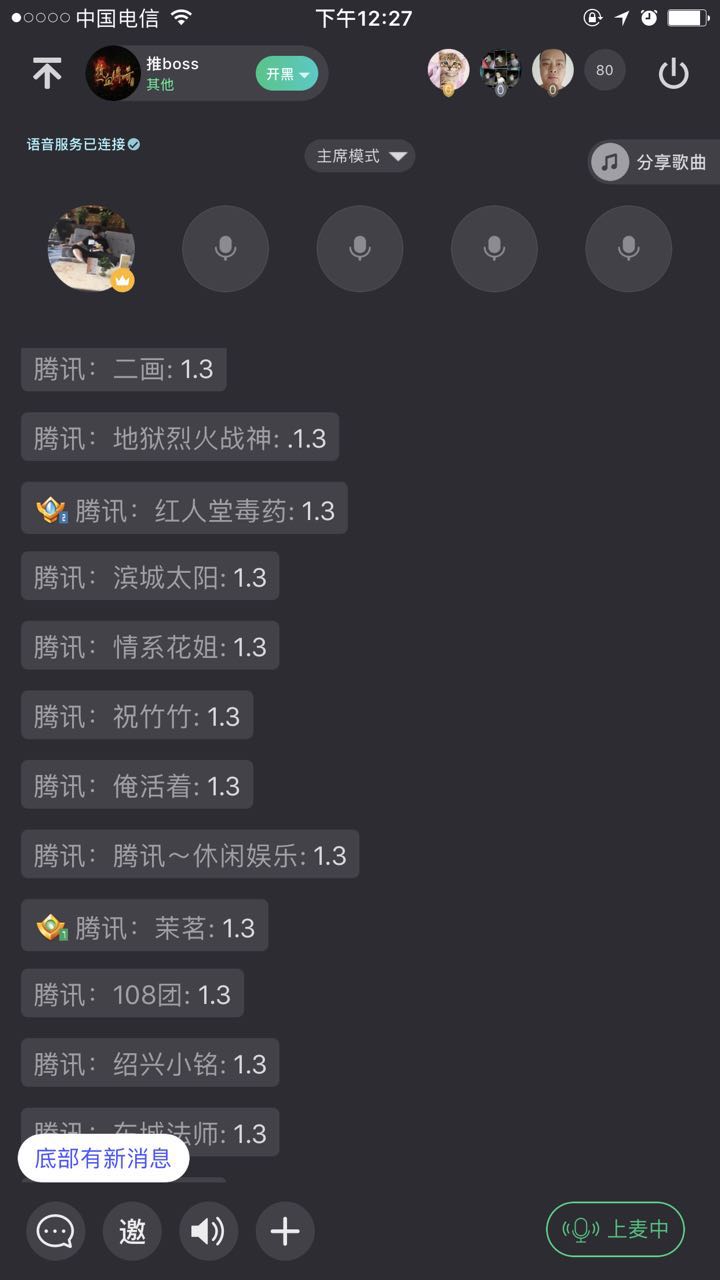 中国电信 下午12:27
推boss
其他
开黑
80
0 0 0
语音服务已连接
主席模式
分享歌曲
腾讯：二画: 1.3
腾讯：地狱烈火战神: .1.3
2 腾讯：红人堂毒药: 1.3
腾讯：滨城太阳: 1.3
腾讯：情系花姐: 1.3
腾讯：祝竹竹: 1.3
腾讯：俺活着: 1.3
腾讯：腾讯～休闲娱乐: 1.3
1 腾讯：茉茗: 1.3
腾讯：108团: 1.3
腾讯：绍兴小铭: 1.3
腾讯：东城法师: 1.3
底部有新消息
邀
上麦中